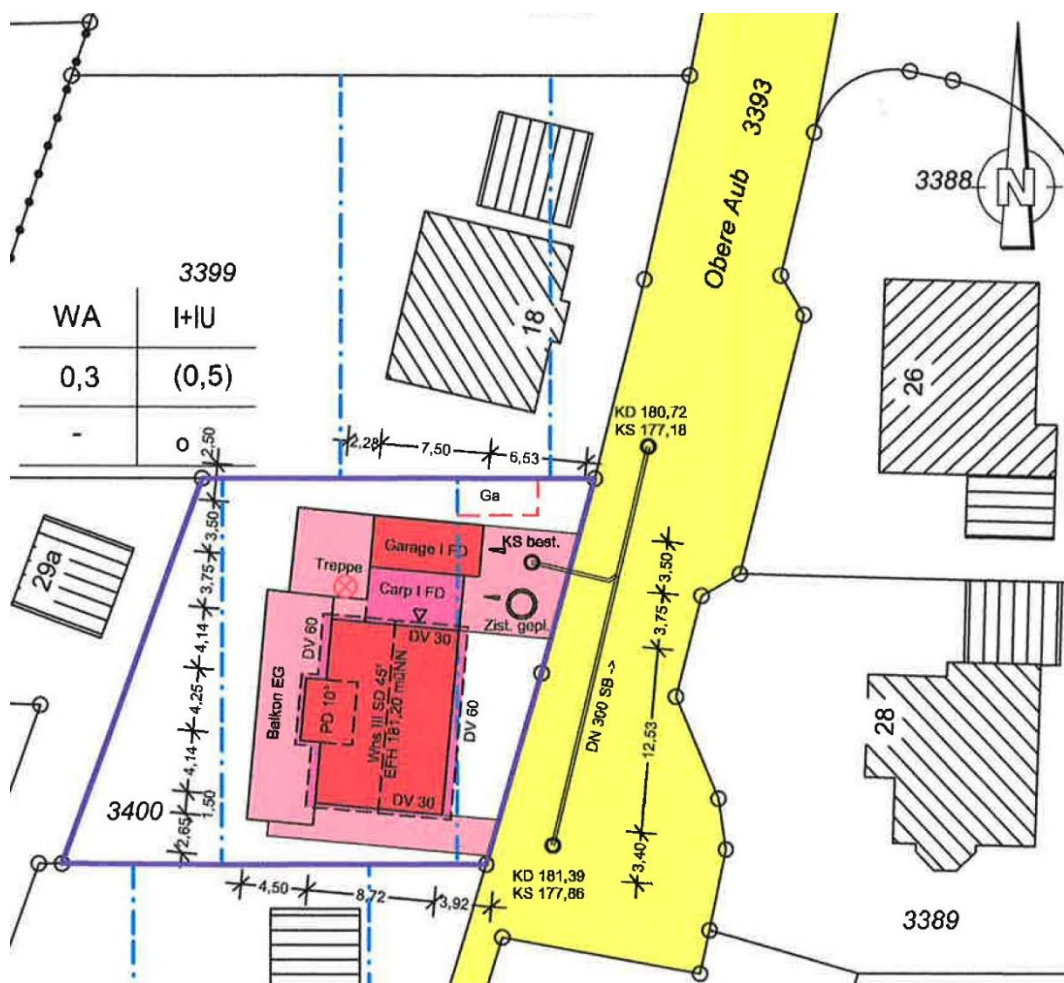 Obere Aub 3393
3388
N
3399
WA I+IU
0,3 (0,5)
- o
18
26
KD 180,72
KS 177,18
2,50
2,28 7,50 6,53
Ga
29a
3,50
3,75
4,14
4,25
4,14
1,50
2,65
Treppe
Garage I FD
KS best.
Carp I FD
Zist. gepl.
DV 60
DV 30
Balkon EG
PD 10°
Whs III SD 45°
EFH 181,20 müNN
DV 60
DV 30
DN 300 SB ->
3,50
3,75
12,53
3,40
28
3400
KD 181,39
KS 177,86
4,50 8,72 3,92
3389